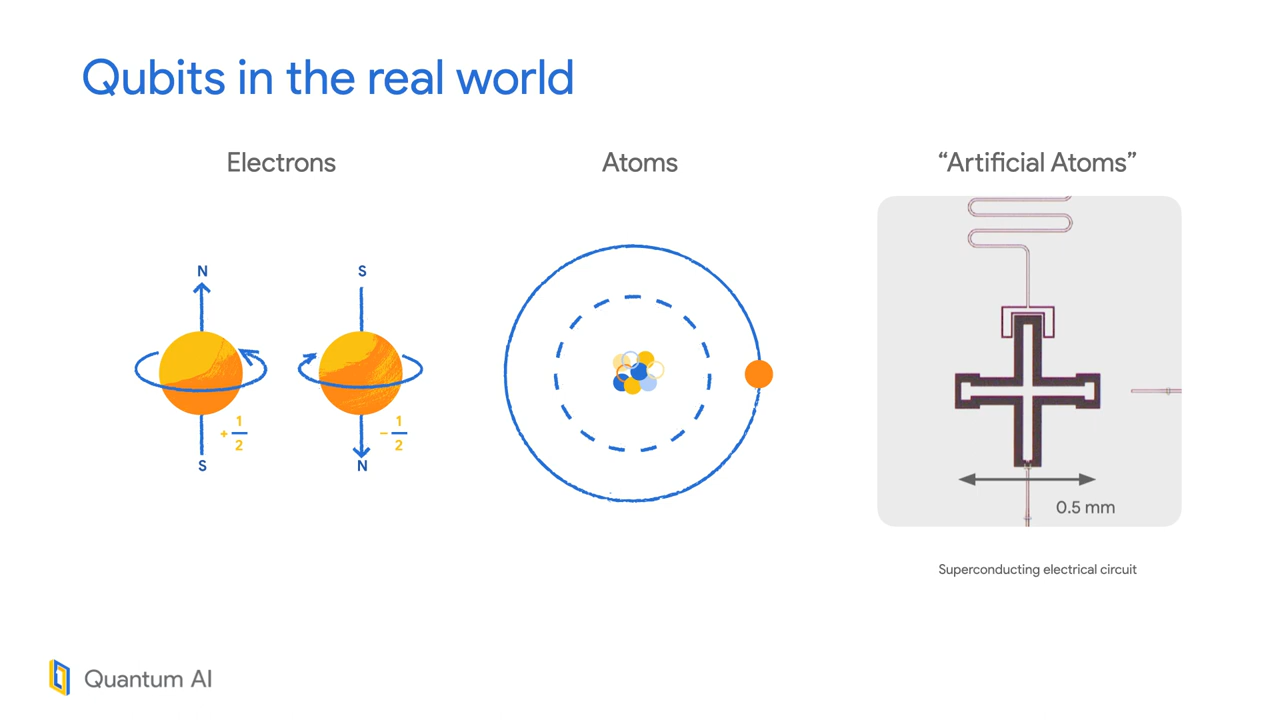 Qubits in the real world
Electrons
Atoms
“Artificial Atoms”
N
S
+ 1/2
- 1/2
S
N
0.5 mm
Superconducting electrical circuit
Quantum AI